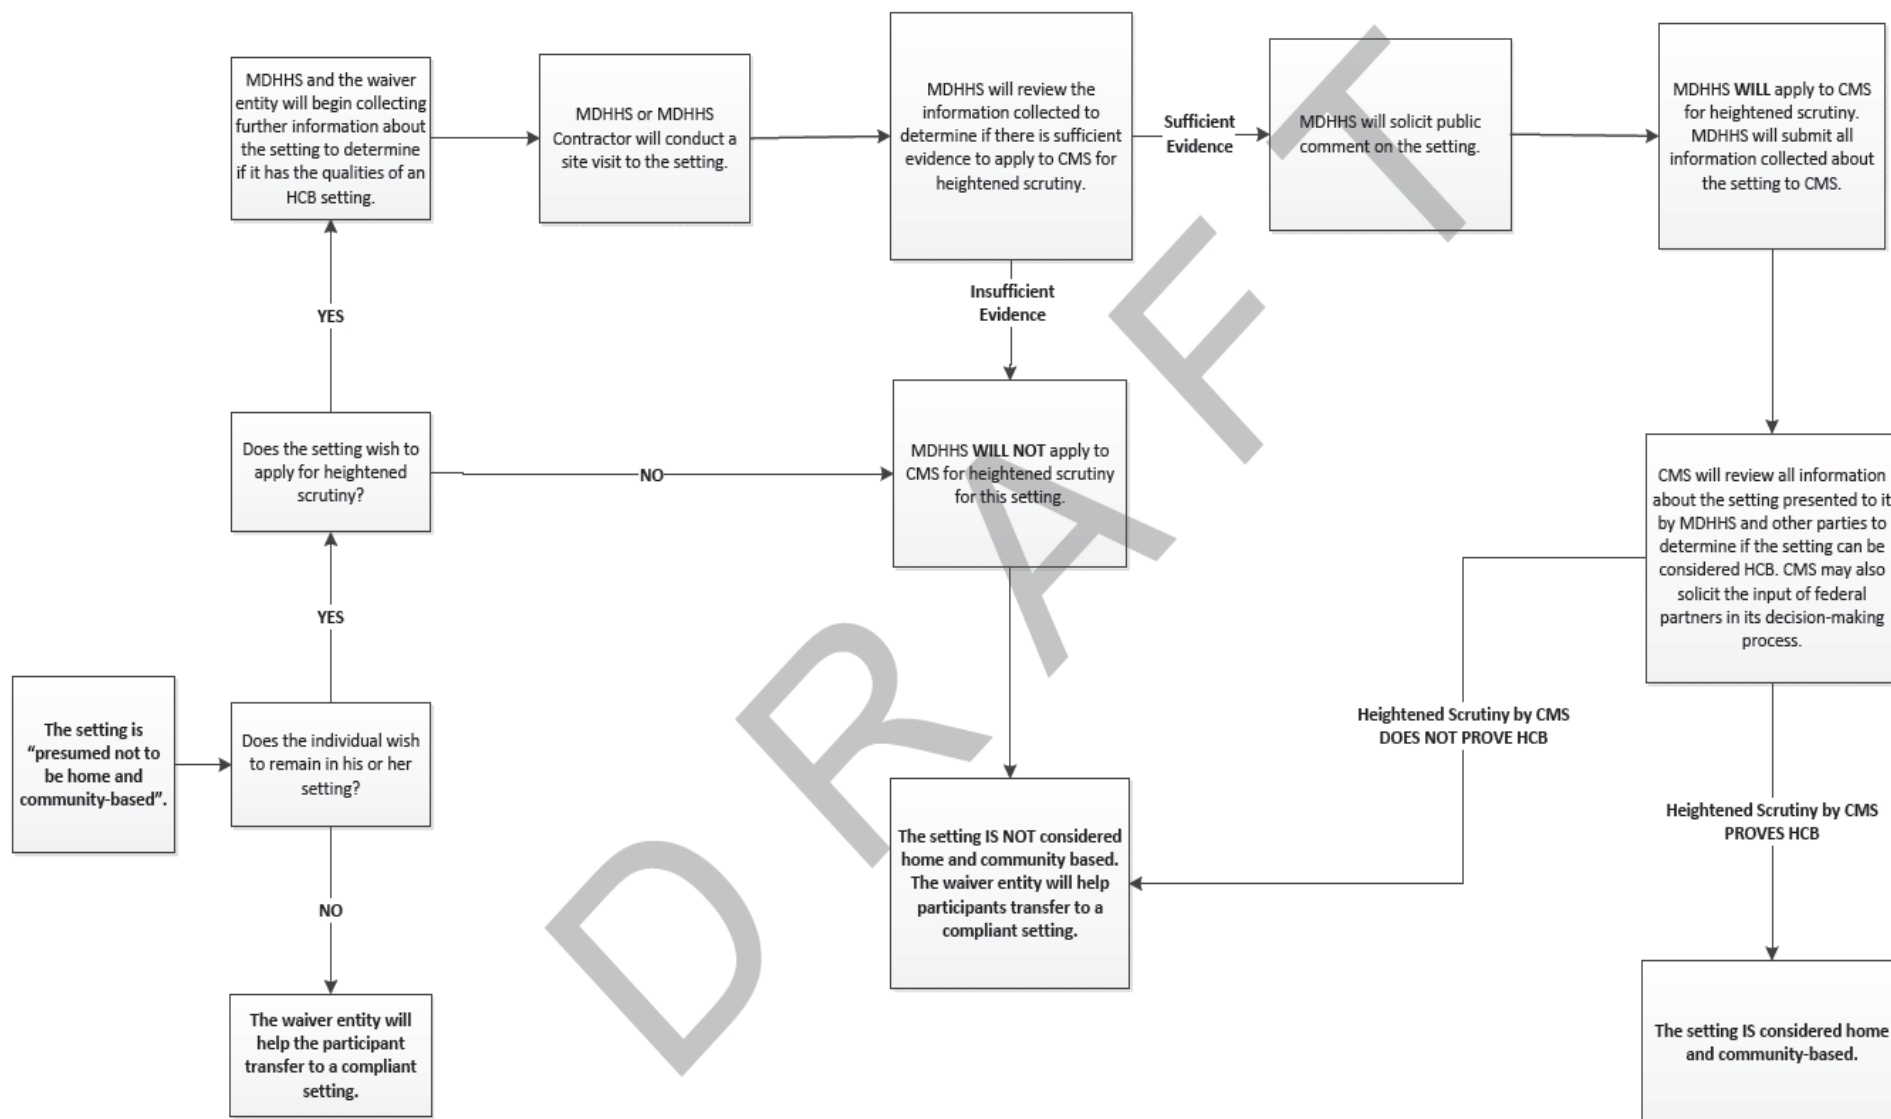 MDHHS and the waiver
entity will begin collecting
further information about
the setting to determine
if it has the qualities of an
HCB setting.
MDHHS or MDHHS
Contractor will conduct a
site visit to the setting.
MDHHS will review the
information collected to
determine if there is sufficient
evidence to apply to CMS for
heightened scrutiny.
Sufficient
Evidence
MDHHS will solicit public
comment on the setting.
MDHHS WILL apply to CMS
for heightened scrutiny.
MDHHS will submit all
information collected about
the setting to CMS.
YES
Insufficient
Evidence
Does the setting wish to
apply for heightened
scrutiny?
NO
MDHHS WILL NOT apply to
CMS for heightened scrutiny
for this setting.
CMS will review all information
about the setting presented to it
by MDHHS and other parties to
determine if the setting can be
considered HCB. CMS may also
solicit the input of federal
partners in its decision-making
process.
YES
The setting is
“presumed not to
be home and
community-based”.
Does the individual wish
to remain in his or her
setting?
Heightened Scrutiny by CMS
DOES NOT PROVE HCB
Heightened Scrutiny by CMS
PROVES HCB
NO
The setting IS NOT considered
home and community based.
The waiver entity will help
participants transfer to a
compliant setting.
The waiver entity will
help the participant
transfer to a compliant
setting.
The setting IS considered home
and community-based.
DRAFT